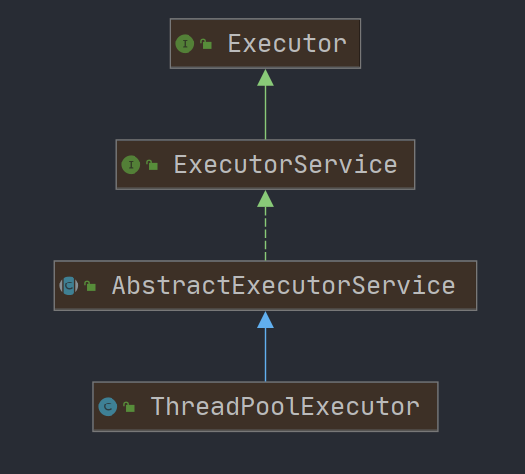 I Executor
I ExecutorService
C AbstractExecutorService
C ThreadPoolExecutor